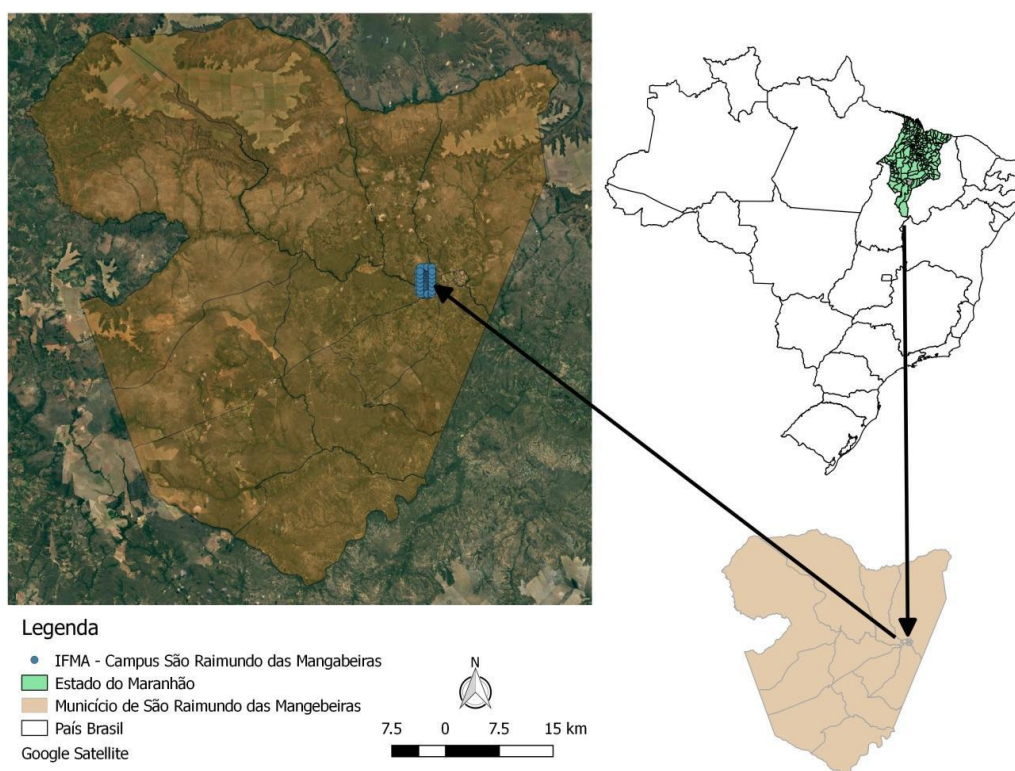 Legenda
IFMA - Campus São Raimundo das Mangabeiras
Estado do Maranhão
Municício de São Raimundo das Mangebeiras
País Brasil
Google Satellite
N
7.5 0 7.5 15 km